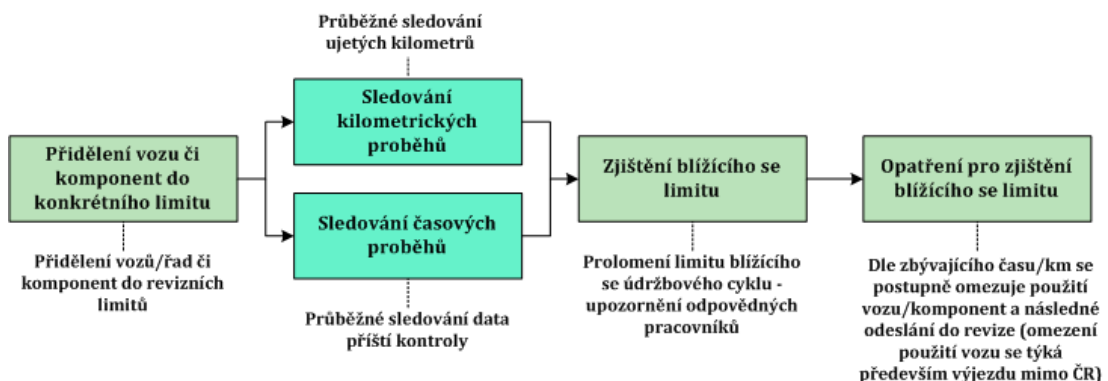 Průběžné sledování
ujetých kilometrů
Sledování
kilometrických
proběhů
Přidělení vozu či
komponent do
konkrétního limitu
Zjištění blížícího se
limitu
Opatření pro zjištění
blížícího se limitu
Sledování časových
proběhů
Přidělení vozů/řad či
komponent do revizních
limitů
Průběžné sledování data
příští kontroly
Prolomení limitu blížícího
se údržbového cyklu -
upozornění odpovědných
pracovníků
Dle zbývajícího času/km se
postupně omezuje použití
vozu/komponent a následné
odeslání do revize (omezení
použití vozu se týká
především výjezdu mimo ČR)